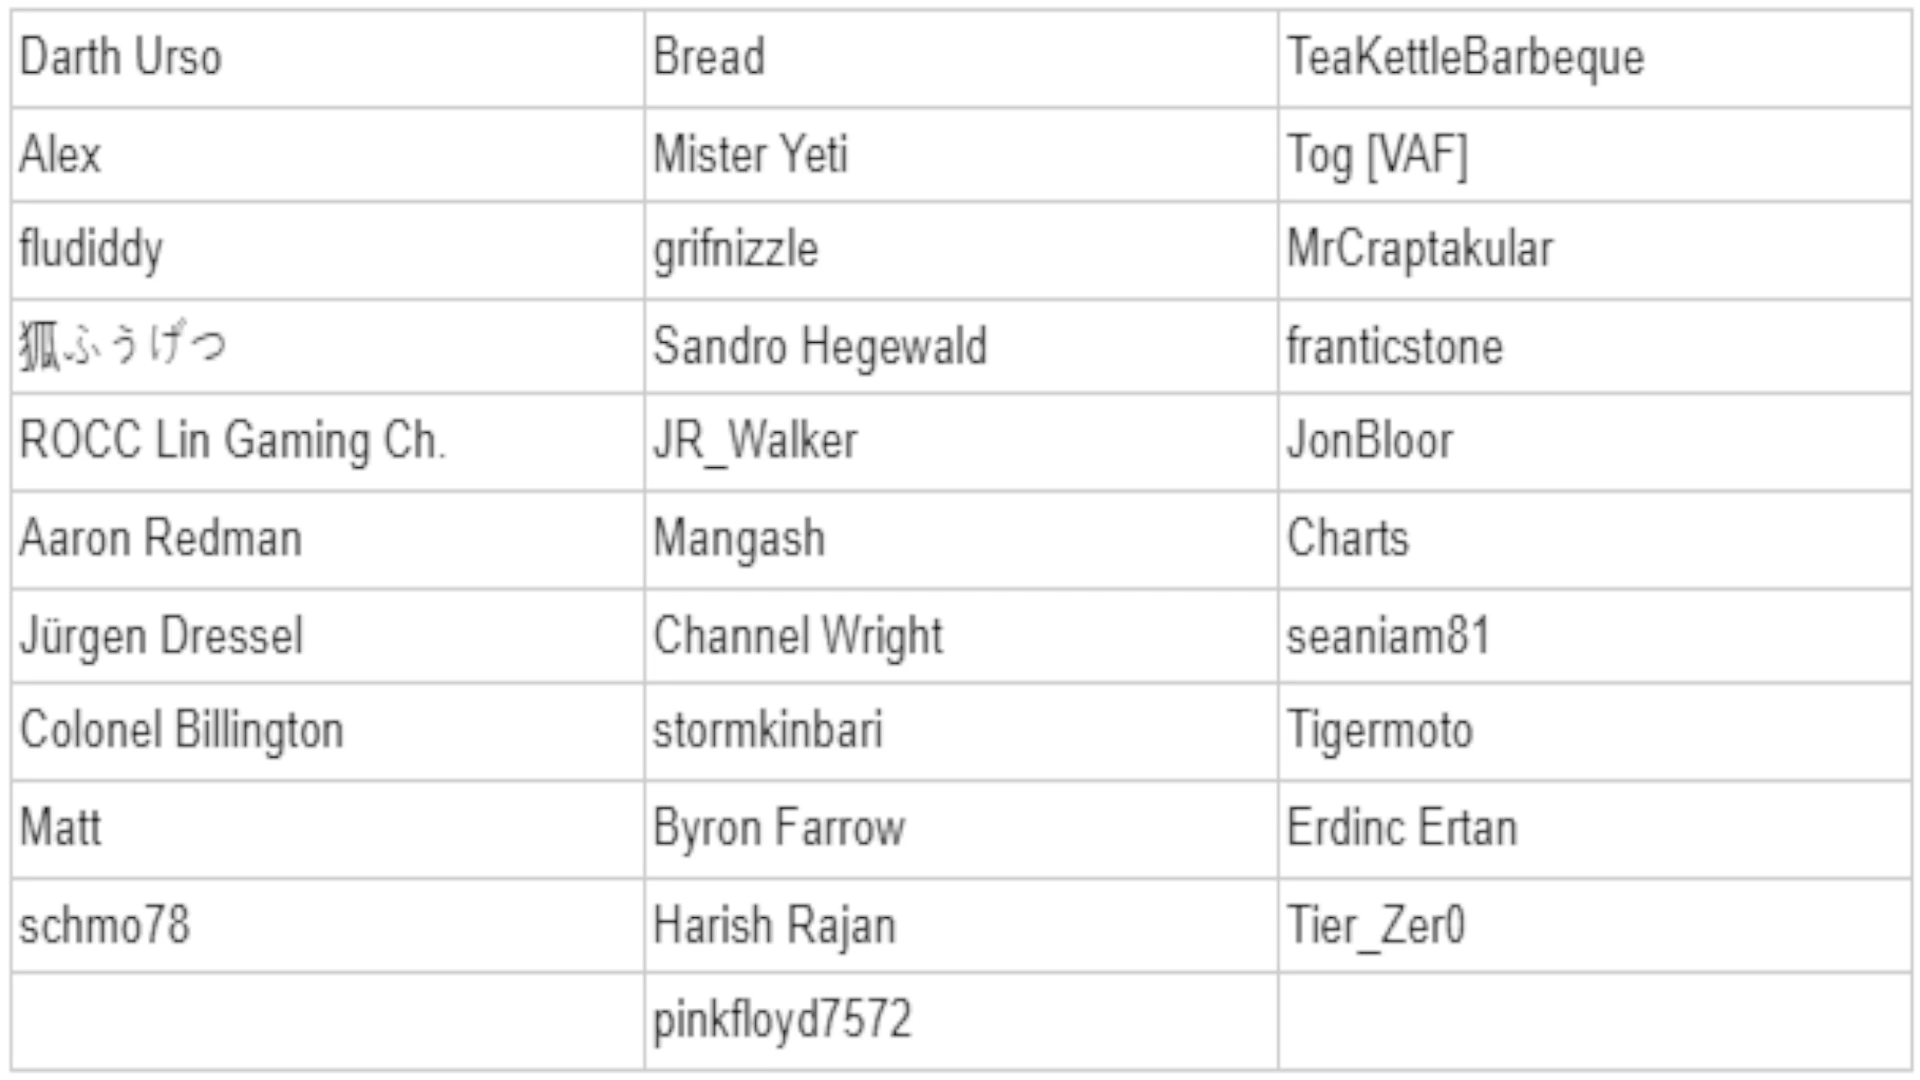 Darth Urso Bread TeaKettleBarbeque
Alex Mister Yeti Tog [VAF]
fludiddy grifnizzle MrCraptakular
狐ふうげつ Sandro Hegewald franticstone
ROCC Lin Gaming Ch. JR_Walker JonBloor
Aaron Redman Mangash Charts
Jürgen Dressel Channel Wright seaniam81
Colonel Billington stormkinbari Tigermoto
Matt Byron Farrow Erdinc Ertan
schmo78 Harish Rajan Tier_Zer0
pinkfloyd7572